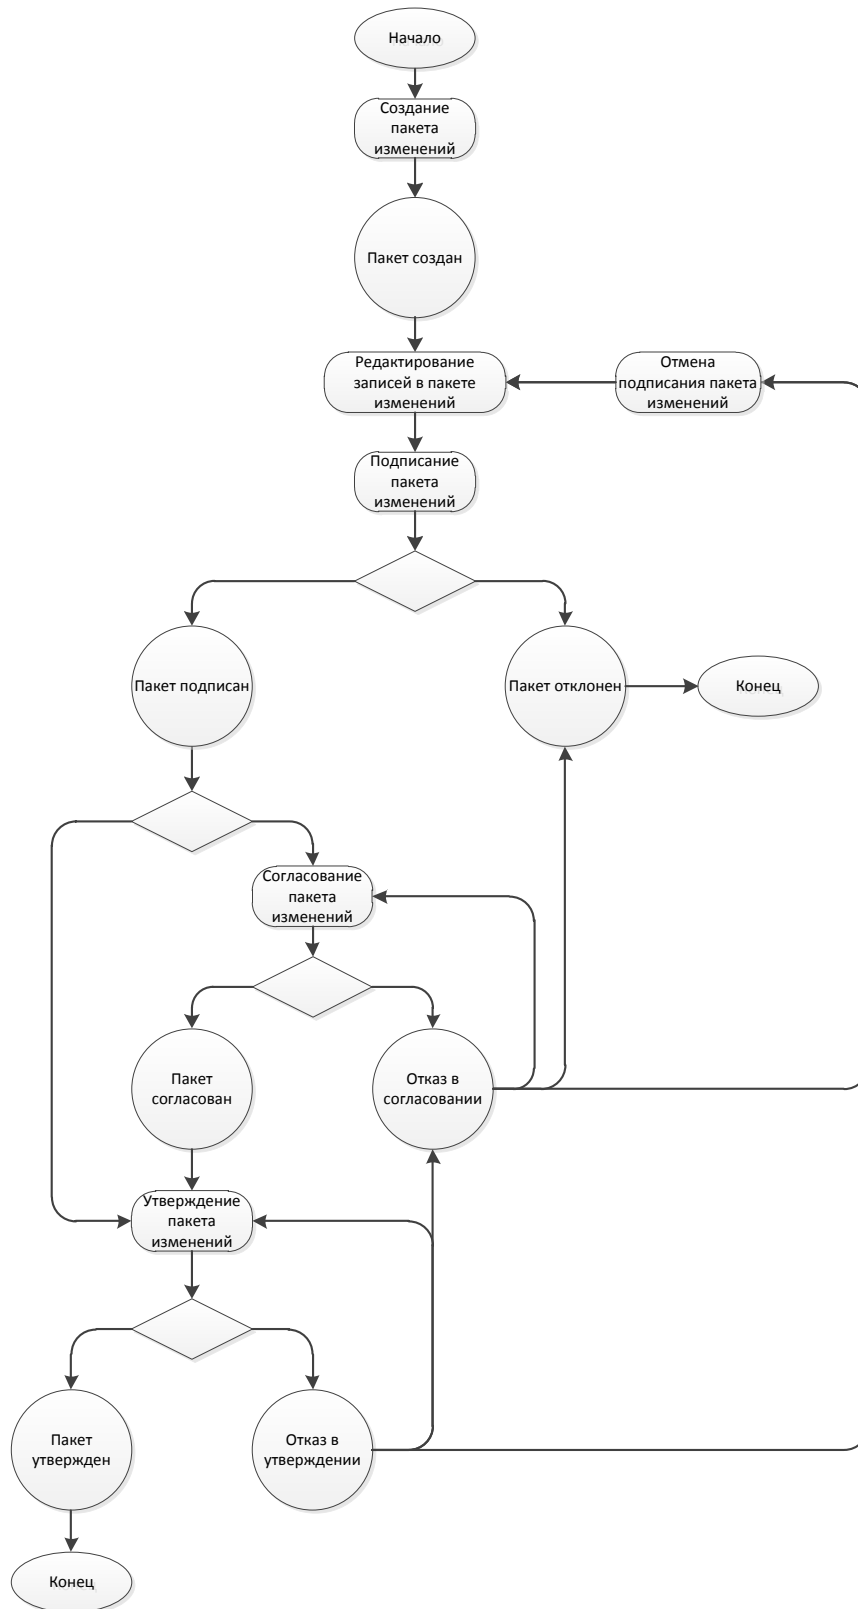 Начало
Создание
пакета
изменений
Пакет создан
Редактирование
записей в пакете
изменений
Отмена
подписания пакета
изменений
Подписание
пакета
изменений
Пакет подписан
Пакет отклонен
Конец
Согласование
пакета
изменений
Пакет
согласован
Отказ в
согласовании
Утверждение
пакета
изменений
Пакет
утвержден
Отказ в
утверждении
Конец